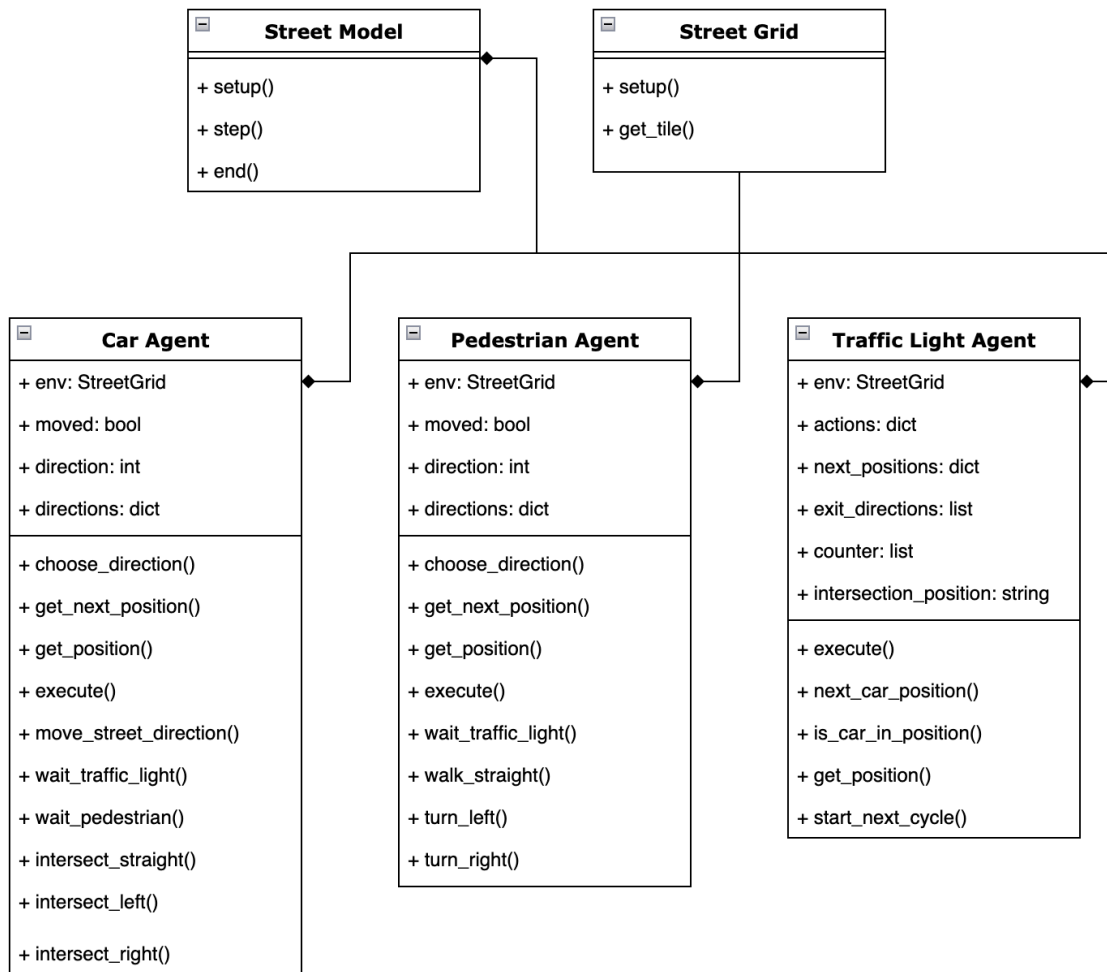 Street Model
+ setup()
+ step()
+ end()
Street Grid
+ setup()
+ get_tile()
Car Agent
+ env: StreetGrid
+ moved: bool
+ direction: int
+ directions: dict
+ choose_direction()
+ get_next_position()
+ get_position()
+ execute()
+ move_street_direction()
+ wait_traffic_light()
+ wait_pedestrian()
+ intersect_straight()
+ intersect_left()
+ intersect_right()
Pedestrian Agent
+ env: StreetGrid
+ moved: bool
+ direction: int
+ directions: dict
+ choose_direction()
+ get_next_position()
+ get_position()
+ execute()
+ wait_traffic_light()
+ walk_straight()
+ turn_left()
+ turn_right()
Traffic Light Agent
+ env: StreetGrid
+ actions: dict
+ next_positions: dict
+ exit_directions: list
+ counter: list
+ intersection_position: string
+ execute()
+ next_car_position()
+ is_car_in_position()
+ get_position()
+ start_next_cycle()